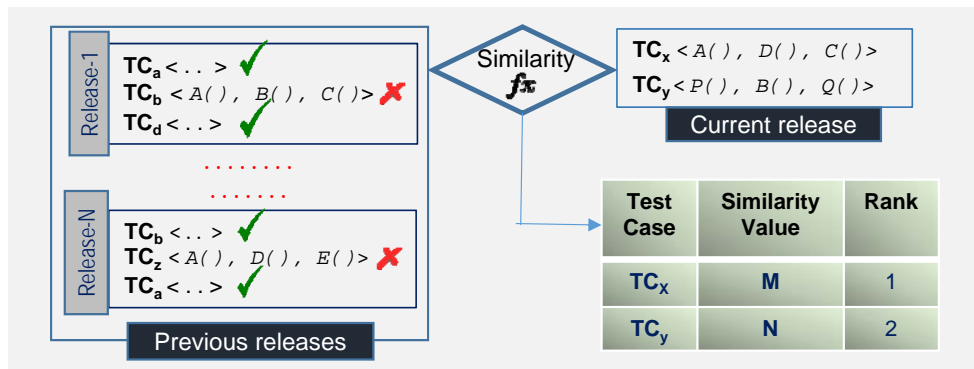 Release-1
TCa <..>
TCb < A(), B(), C()>
TCd <..>
........
.......
Release-N
TCb <..>
TCz <A(), D(), E()>
TCa <..>
Previous releases
Similarity
fx
TCx <A(), D(), C()>
TCy <P(), B(), Q()>
Current release
Test Case Similarity Value Rank
TCX M 1
TCy N 2